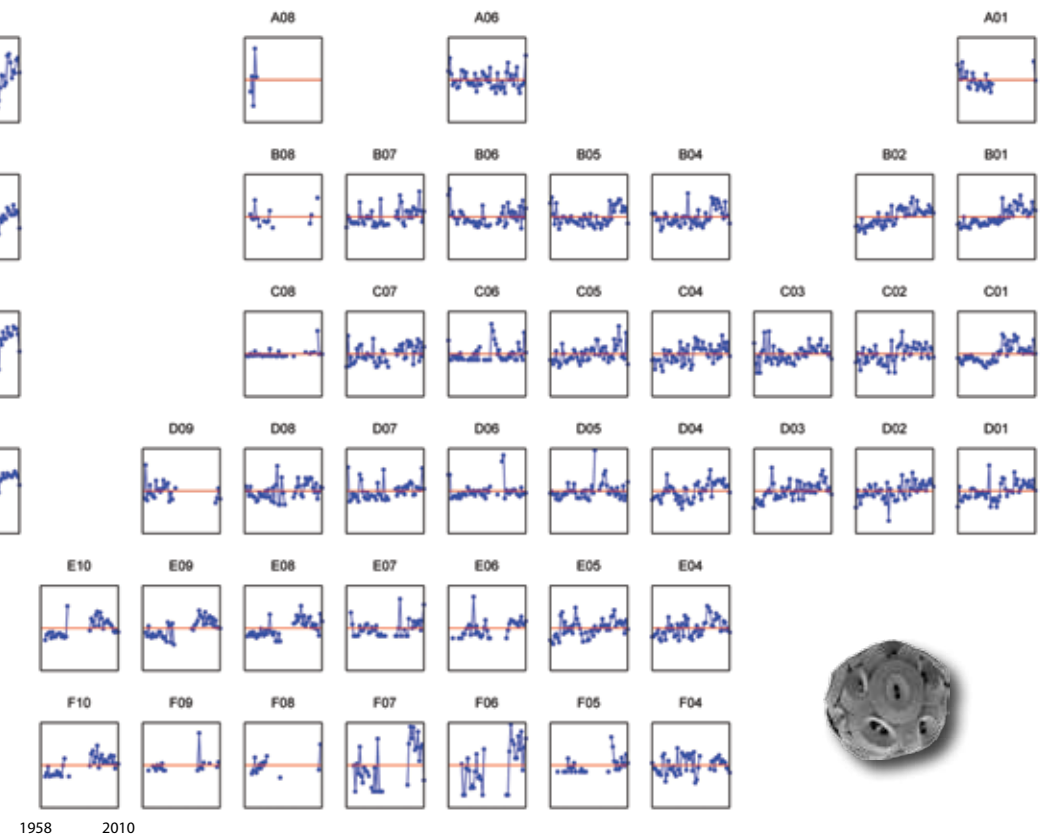 A08 A06 A01
B08 B07 B06 B05 B04 B02 B01
C08 C07 C06 C05 C04 C03 C02 C01
D09 D08 D07 D06 D05 D04 D03 D02 D01
E10 E09 E08 E07 E06 E05 E04
F10 F09 F08 F07 F06 F05 F04
1958 2010